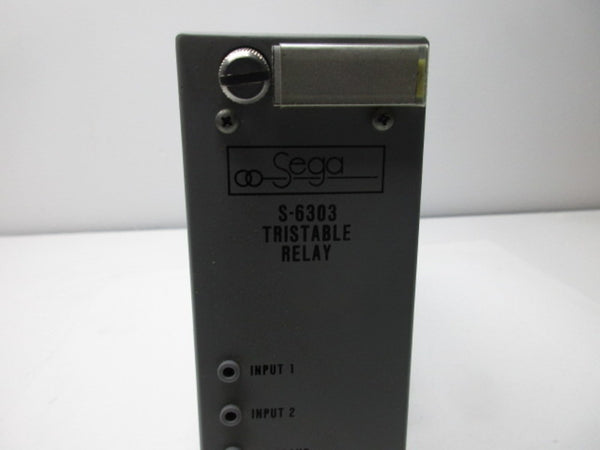 Sega
S-6303
TRISTABLE
RELAY
INPUT 1
INPUT 2